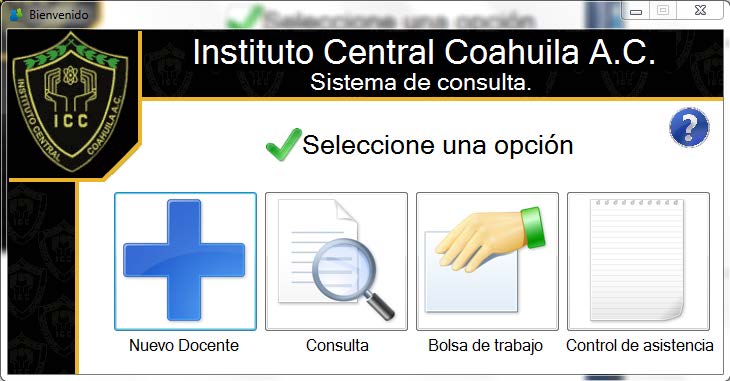 Bienvenido
Instituto Central Coahuila A.C.
Sistema de consulta.
INSTITUTO CENTRAL COAHUILA A.C.
ICC
Seleccione una opción
?
Nuevo Docente
Consulta
Bolsa de trabajo
Control de asistencia